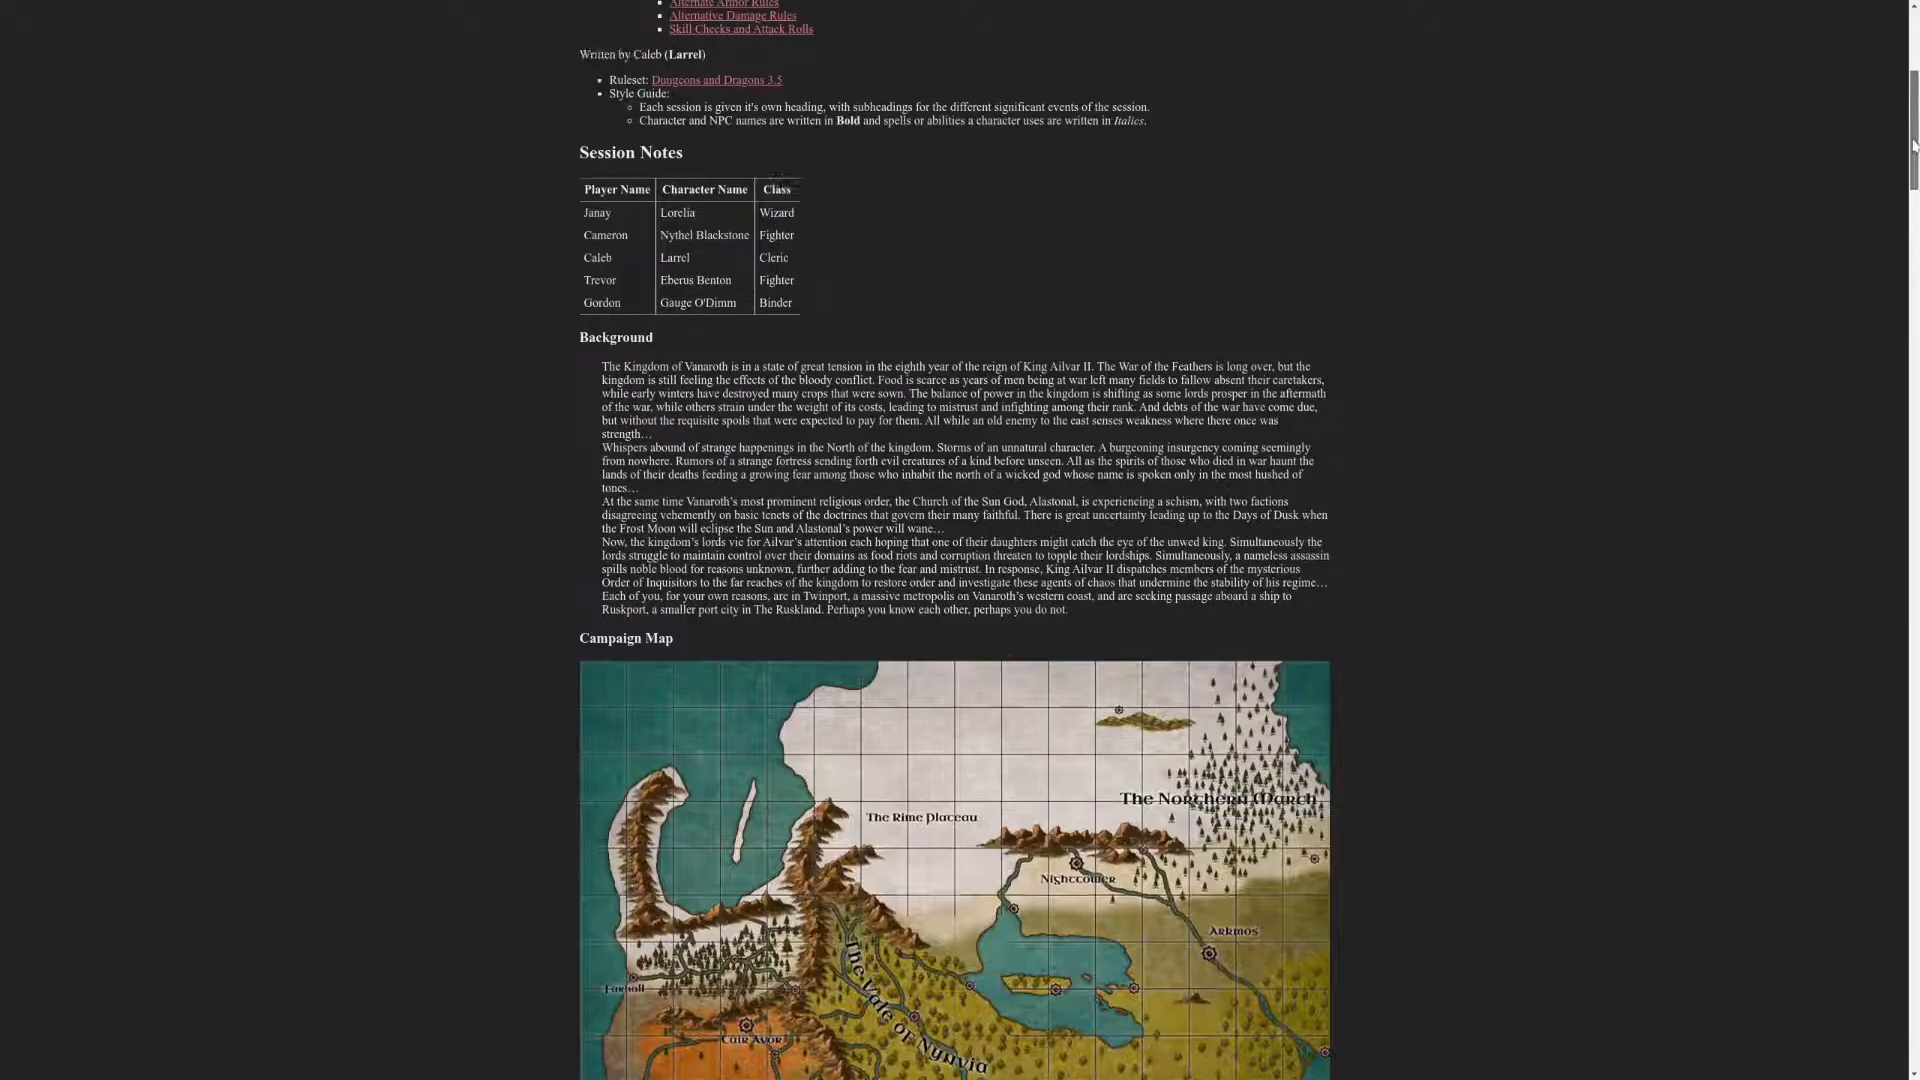 Alternate Armor Rules
Alternative Damage Rules
Skill Checks and Attack Rolls
Written by Caleb (Larrel)
Ruleset: Dungeons and Dragons 3.5
Style Guide:
Each session is given it's own heading, with subheadings for the different significant events of the session.
Character and NPC names are written in Bold and spells or abilities a character uses are written in Italics.
Session Notes
Player Name Character Name Class
Janay Lorelia Wizard
Cameron Nythel Blackstone Fighter
Caleb Larrel Cleric
Trevor Eberus Benton Fighter
Gordon Gauge O'Dimm Binder
Background
The Kingdom of Vanaroth is in a state of great tension in the eighth year of the reign of King Ailvar II. The War of the Feathers is long over, but the
kingdom is still feeling the effects of the bloody conflict. Food is scarce as years of men being at war left many fields to fallow absent their caretakers,
while early winters have destroyed many crops that were sown. The balance of power in the kingdom is shifting as some lords prosper in the aftermath
of the war, while others strain under the weight of its costs, leading to mistrust and infighting among their rank. And debts of the war have come due,
but without the requisite spoils that were expected to pay for them. All while an old enemy to the east senses weakness where there once was
strength…
Whispers abound of strange happenings in the North of the kingdom. Storms of an unnatural character. A burgeoning insurgency coming seemingly
from nowhere. Rumors of a strange fortress sending forth evil creatures of a kind before unseen. All as the spirits of those who died in war haunt the
lands of their deaths feeding a growing fear among those who inhabit the north of a wicked god whose name is spoken only in the most hushed of
tones…
At the same time Vanaroth’s most prominent religious order, the Church of the Sun God, Alastonal, is experiencing a schism, with two factions
disagreeing vehemently on basic tenets of the doctrines that govern their many faithful. There is great uncertainty leading up to the Days of Dusk when
the Frost Moon will eclipse the Sun and Alastonal’s power will wane…
Now, the kingdom’s lords vie for Ailvar’s attention each hoping that one of their daughters might catch the eye of the unwed king. Simultaneously the
lords struggle to maintain control over their domains as food riots and corruption threaten to topple their lordships. Simultaneously, a nameless assassin
spills noble blood for reasons unknown, further adding to the fear and mistrust. In response, King Ailvar II dispatches members of the mysterious
Order of Inquisitors to the far reaches of the kingdom to restore order and investigate these agents of chaos that undermine the stability of his regime…
Each of you, for your own reasons, are in Twinport, a massive metropolis on Vanaroth’s western coast, and are seeking passage aboard a ship to
Ruskport, a smaller port city in The Ruskland. Perhaps you know each other, perhaps you do not.
Campaign Map
The Northern March
The Rime Plateau
Nighttower
Arkmos
The Vale of Nynvia
Cair Avor